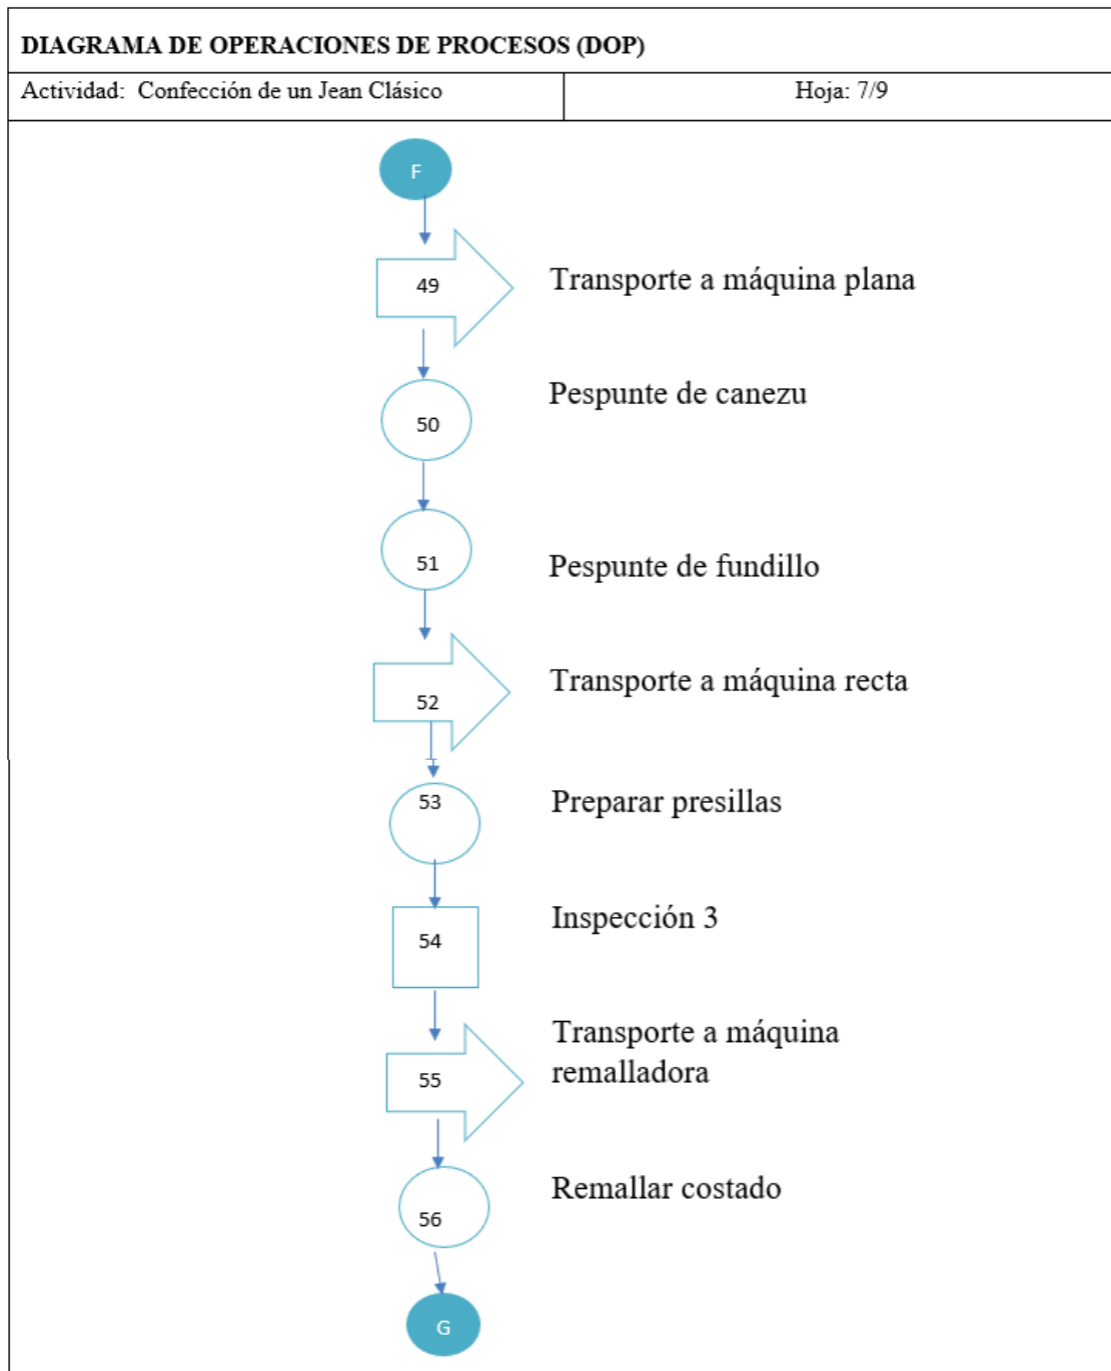 DIAGRAMA DE OPERACIONES DE PROCESOS (DOP)
Actividad: Confección de un Jean Clásico
Hoja: 7/9
F
49
Transporte a máquina plana
50
Pespunte de canezu
51
Pespunte de fundillo
52
Transporte a máquina recta
53
Preparar presillas
54
Inspección 3
55
Transporte a máquina
remalladora
56
Remallar costado
G